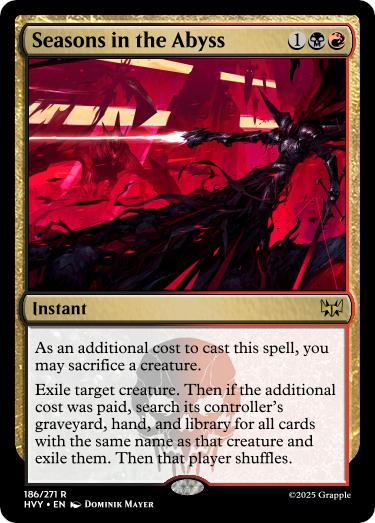 Seasons in the Abyss 1
Instant
As an additional cost to cast this spell, you
may sacrifice a creature.
Exile target creature. Then if the additional
cost was paid, search its controller's
graveyard, hand, and library for all cards
with the same name as that creature and
exile them. Then that player shuffles.
186/271 R
HVY • EN Dominik Mayer
©2025 Grapple